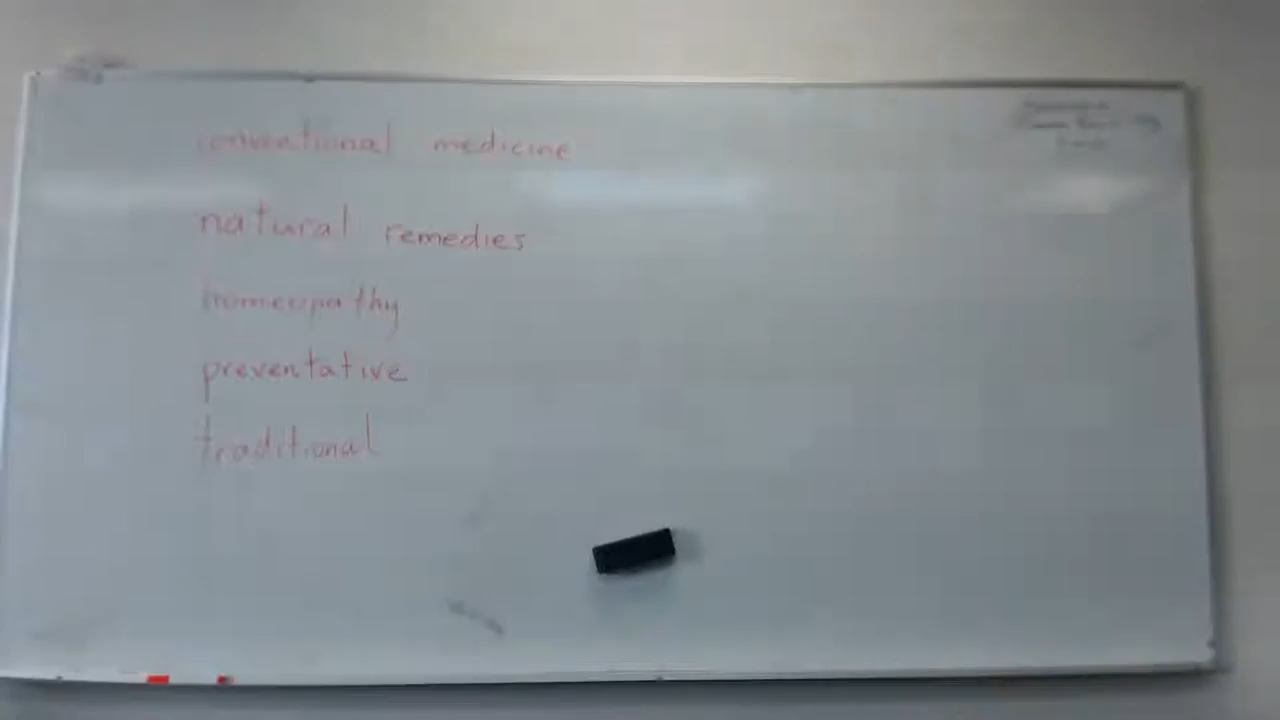 conventional medicine
natural remedies
homeopathy
preventative
traditional